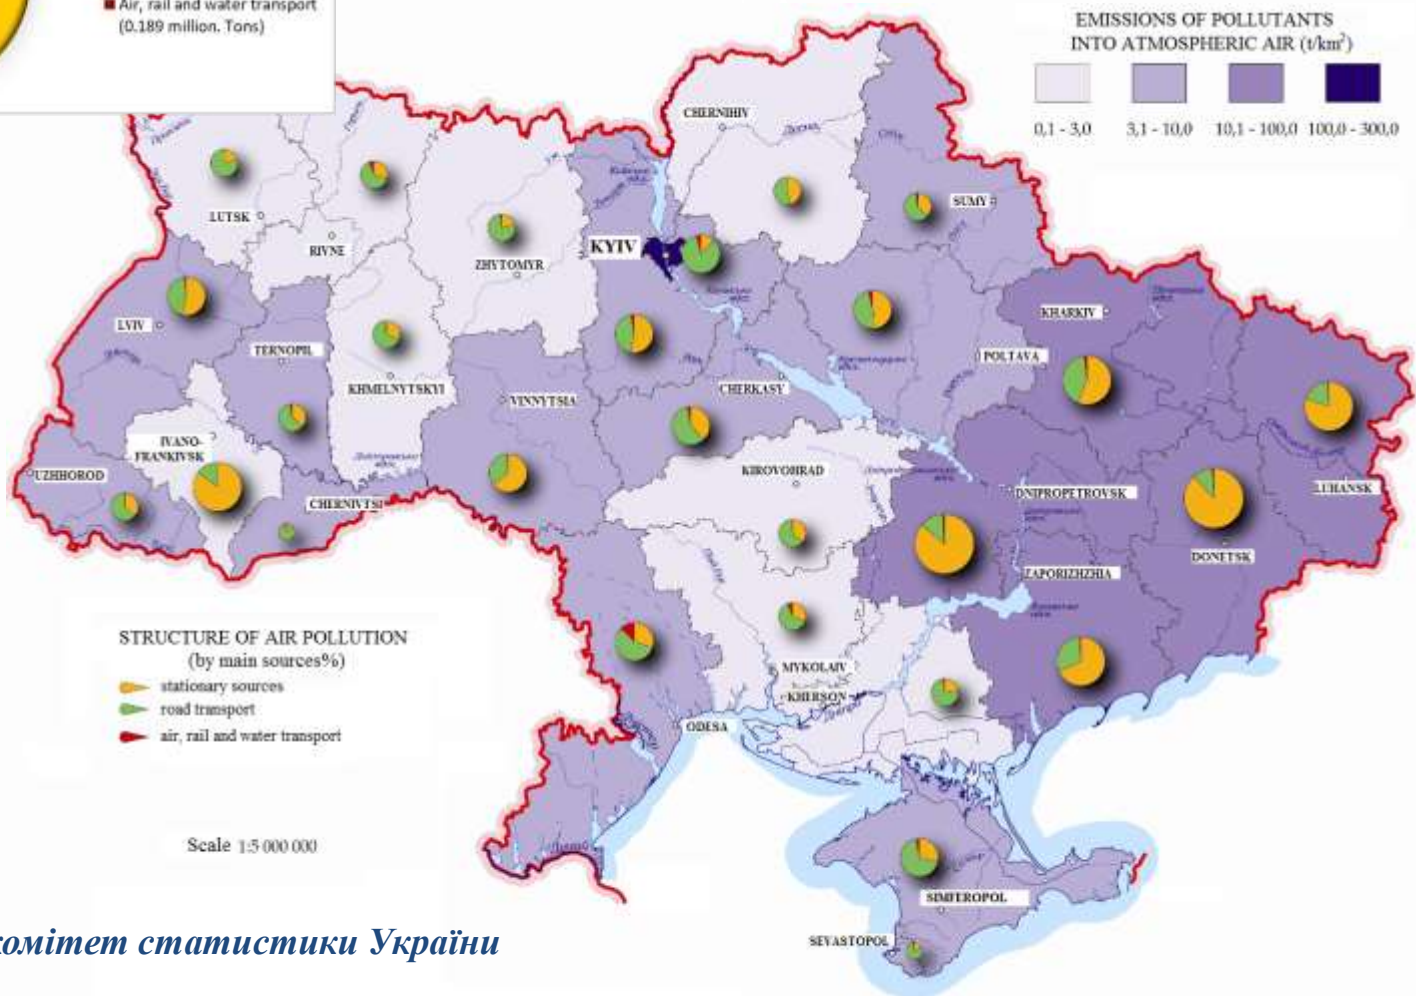 Air, rail and water transport
(0.189 million. Tons)
EMISSIONS OF POLLUTANTS
INTO ATMOSPHERIC AIR (t/km²)
0,1 - 3,0
3,1 - 10,0
10,1 - 100,0
100,0 - 300,0
CHERNIHIV
LUTSK
RIVNE
ZHYTOMYR
KYIV
SUMY
LVIV
TERNOPIL
KHMELNYTSKYI
VINNYTSIA
CHERKASY
POLTAVA
KHARKIV
IVANO-
FRANKIVSK
UZHHOROD
CHERNIVTSI
KIROVOHRAD
DNIPROPETROVSK
LUHANSK
DONETSK
ZAPORIZHZHIA
MYKOLAIV
KHERSON
ODESA
SIMFEROPOL
SEVASTOPOL
STRUCTURE OF AIR POLLUTION
(by main sources%)
stationary sources
road transport
air, rail and water transport
Scale 1:5 000 000
комітет статистики України